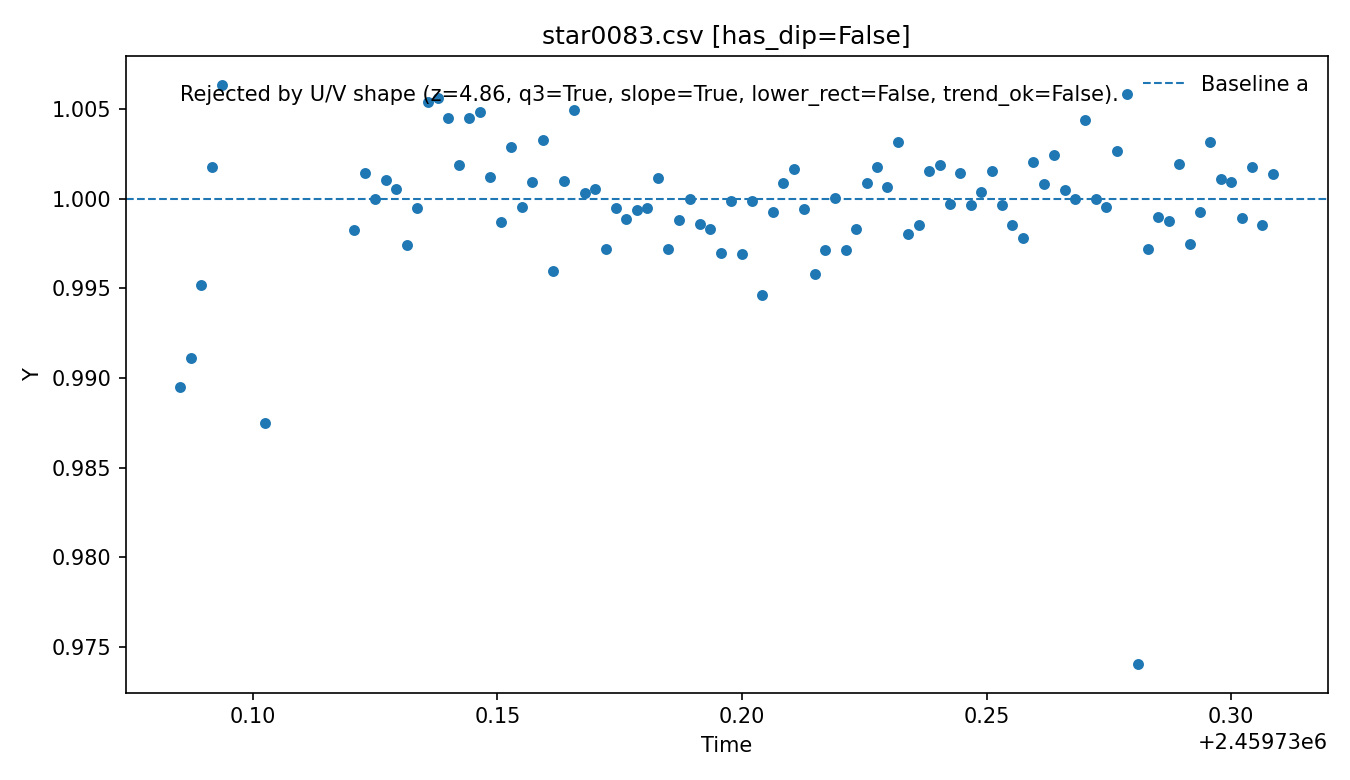 star0083.csv [has_dip=False]
Rejected by U/V shape (z=4.86, q3=True, slope=True, lower_rect=False, trend_ok=False).
Baseline a
1.005
1.000
0.995
0.990
0.985
0.980
0.975
Y
0.10
0.15
0.20
0.25
0.30
Time
+2.45973e6